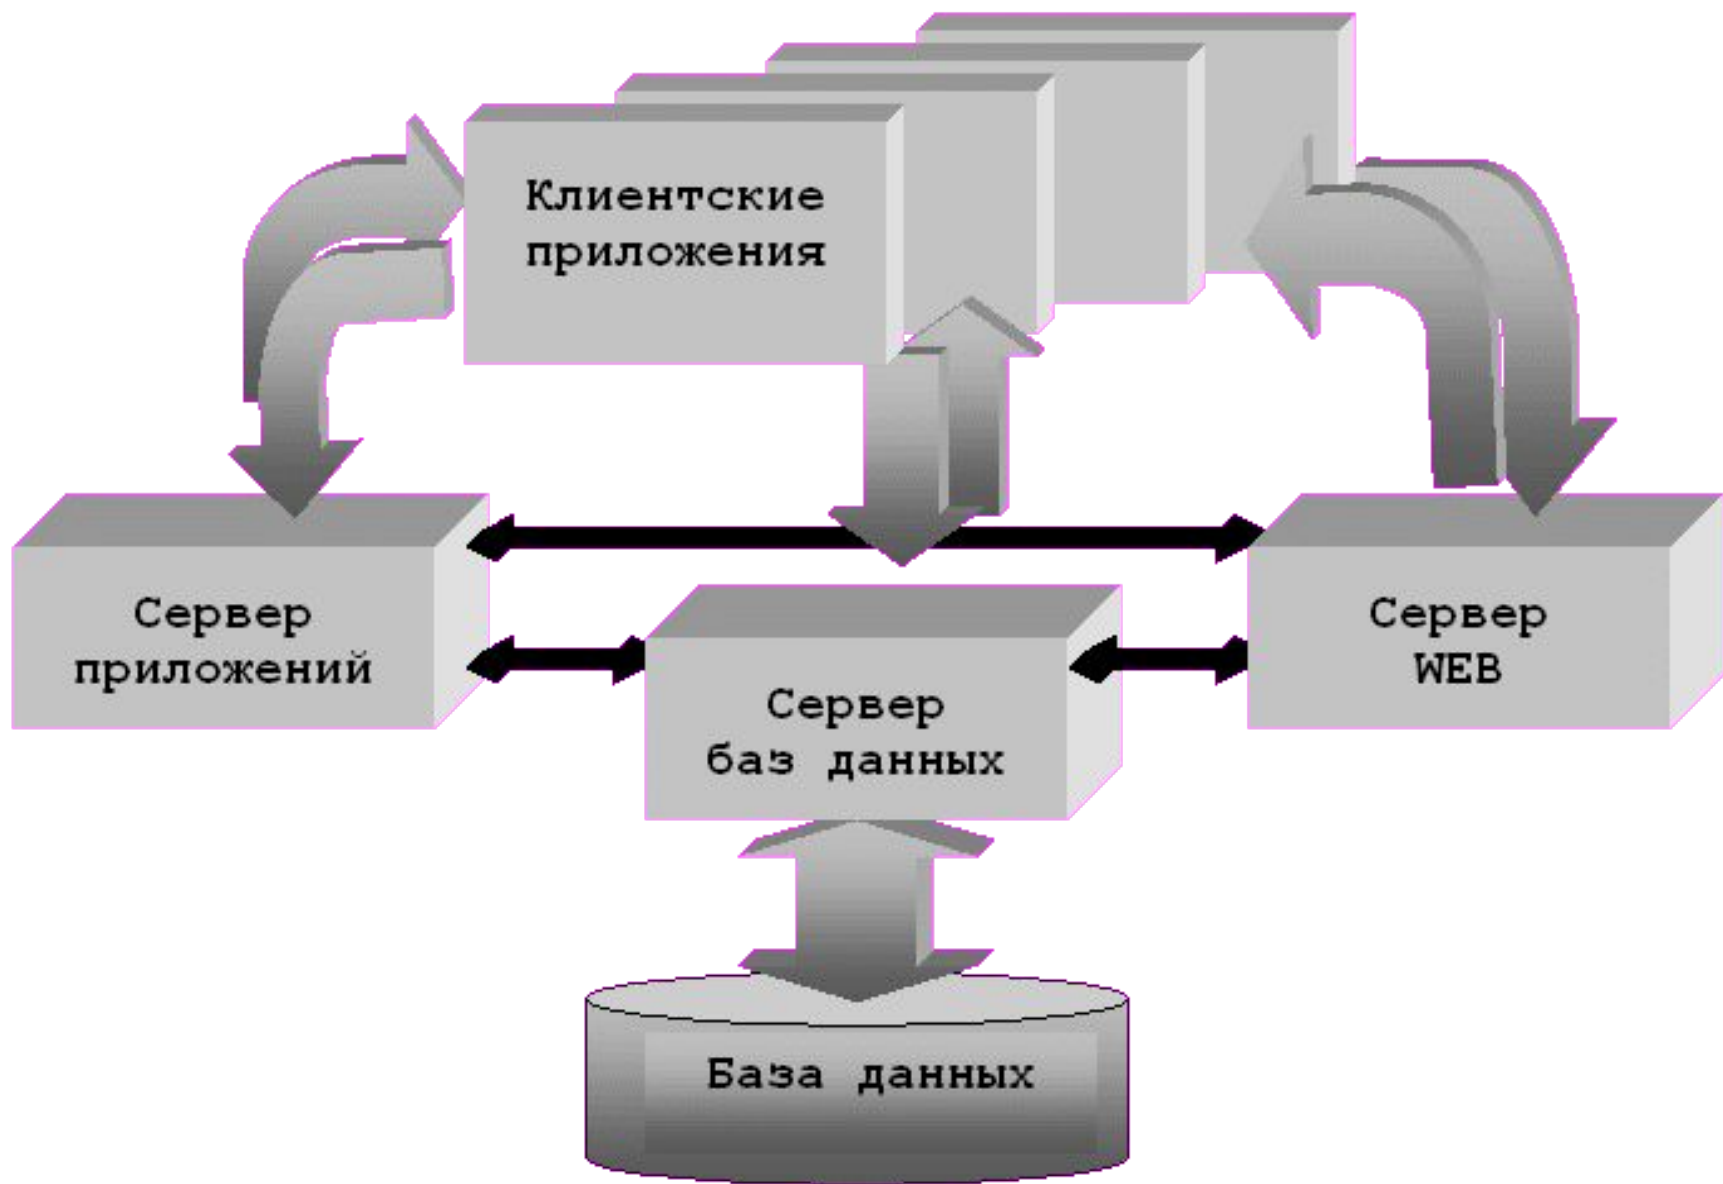 Клиентские
приложения
Сервер
приложений
Сервер
WEB
Сервер
баз данных
База данных